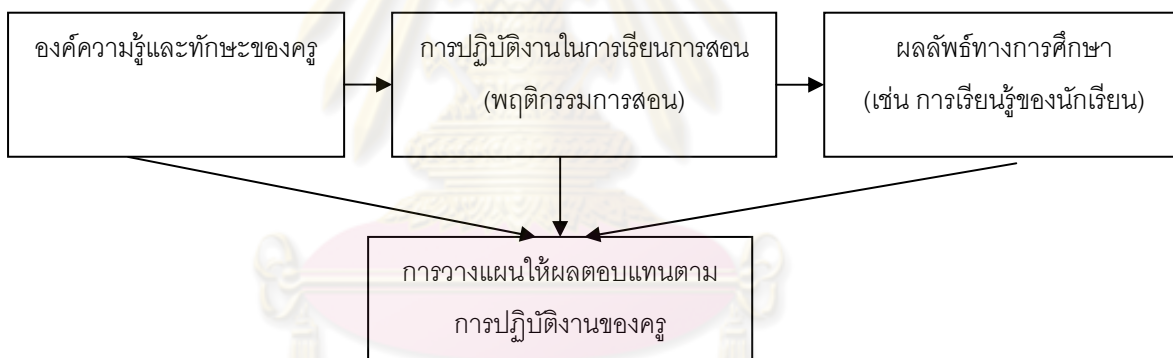 องค์ความรู้และทักษะของครู
การปฏิบัติงานในการเรียนการสอน
(พฤติกรรมการสอน)
ผลลัพธ์ทางการศึกษา
(เช่น การเรียนรู้ของนักเรียน)
การวางแผนให้ผลตอบแทนตาม
การปฏิบัติงานของครู